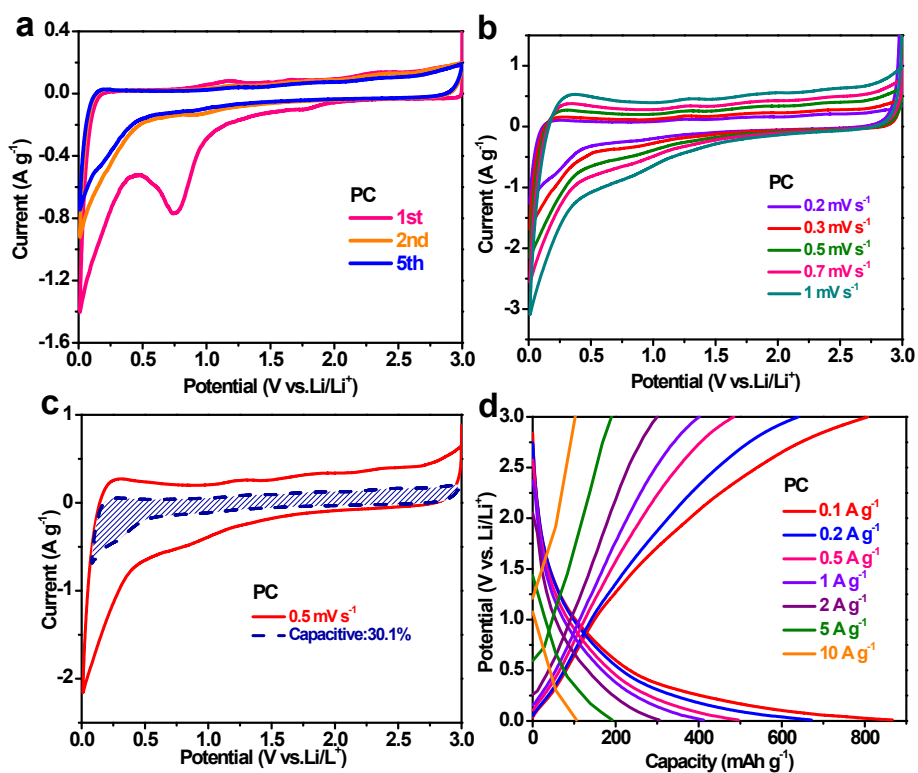 a
0.4
0.0
-0.4
-0.8
-1.2
-1.6
Current (A g⁻¹)
PC
1st
2nd
5th
0.0 0.5 1.0 1.5 2.0 2.5 3.0
Potential (V vs.Li/Li⁺)
b
1
0
-1
-2
-3
Current (A g⁻¹)
PC
0.2 mV s⁻¹
0.3 mV s⁻¹
0.5 mV s⁻¹
0.7 mV s⁻¹
1 mV s⁻¹
0.0 0.5 1.0 1.5 2.0 2.5 3.0
Potential (V vs.Li/Li⁺)
c
1
0
-1
-2
Current (A g⁻¹)
PC
0.5 mV s⁻¹
Capacitive:30.1%
0.0 0.5 1.0 1.5 2.0 2.5 3.0
Potential (V vs.Li/L⁺)
d
3.0
2.5
2.0
1.5
1.0
0.5
0.0
Potential (V vs. Li/Li⁺)
PC
0.1 A g⁻¹
0.2 A g⁻¹
0.5 A g⁻¹
1 A g⁻¹
2 A g⁻¹
5 A g⁻¹
10 A g⁻¹
0 200 400 600 800
Capacity (mAh g⁻¹)